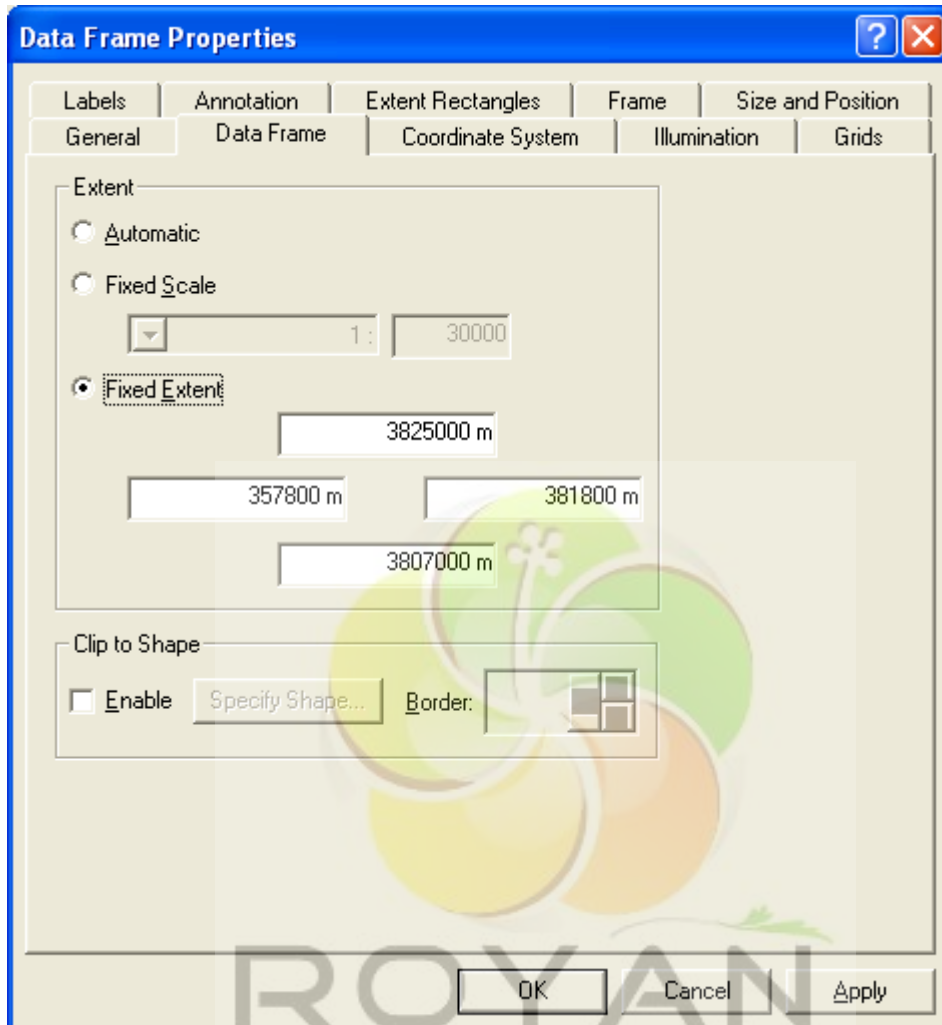 Data Frame Properties
Labels Annotation Extent Rectangles Frame Size and Position
General Data Frame Coordinate System Illumination Grids
Extent
Automatic
Fixed Scale
1 : 30000
Fixed Extent
3825000 m
357800 m 381800 m
3807000 m
Clip to Shape
Enable Specify Shape... Border:
ROYAN
OK Cancel Apply